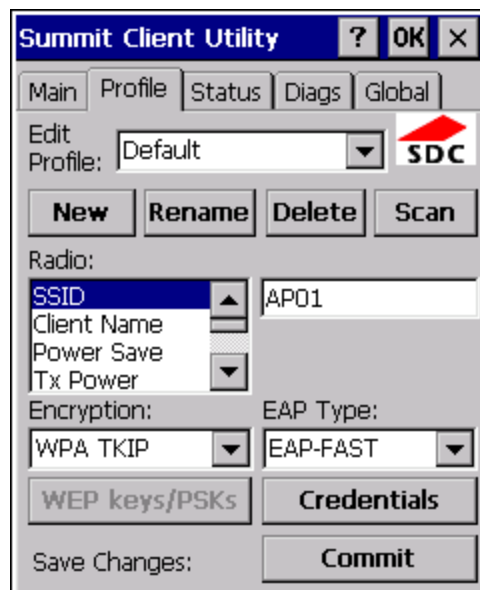 Summit Client Utility ? OK ×
Main Profile Status Diags Global
Edit
Profile: Default
SDC
New Rename Delete Scan
Radio:
SSID AP01
Client Name
Power Save
Tx Power
Encryption: EAP Type:
WPA TKIP EAP-FAST
WEP keys/PSKs Credentials
Save Changes: Commit